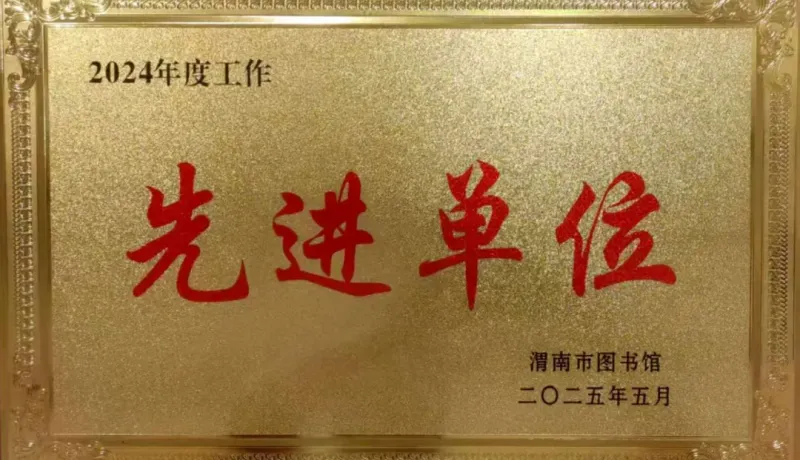 2024年度工作
先进单位
渭南市图书馆
二〇二五年五月